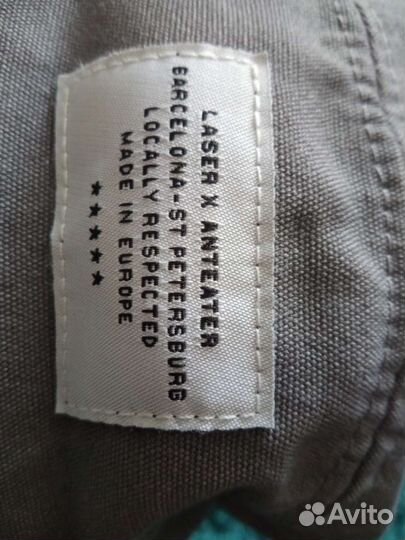 LASER X ANTEATER
BARCELONA-ST PETERSBURG
LOCALLY RESPECTED
MADE IN EUROPE
★★★★★
Avito